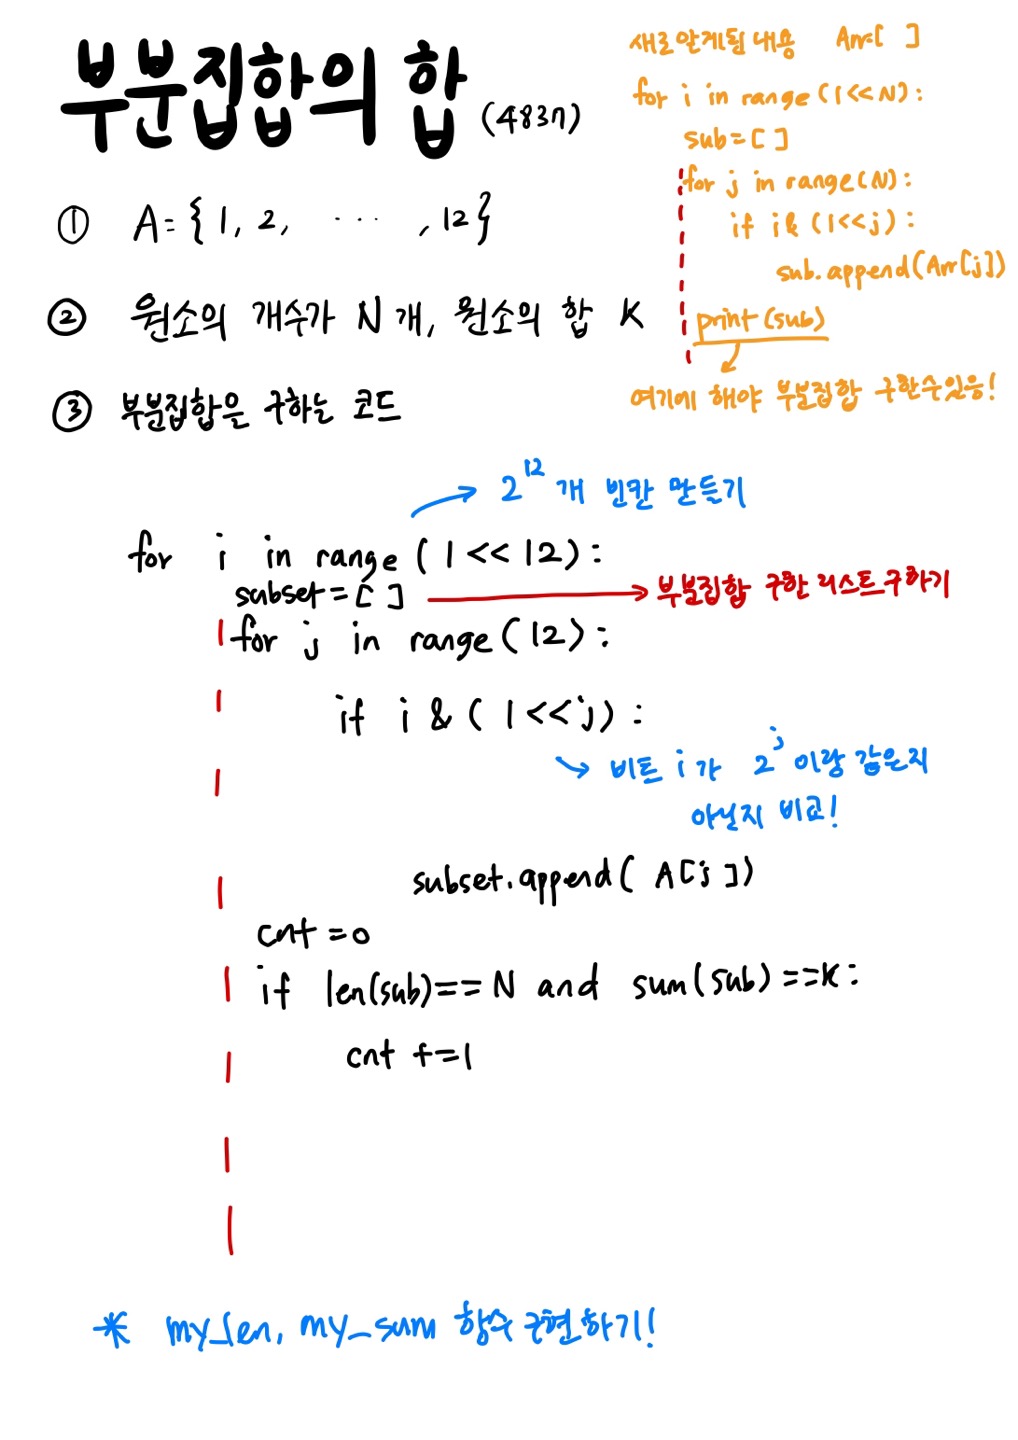 부분집합의 합 (4837)
① A={1, 2, ... , 12}
② 원소의 개수가 N개, 원소의 합 K
③ 부분집합은 구하는 코드
새로알게됨내용 Arr=[ ]
for i in range (1<<N):
sub=[ ]
for j in range(N):
if i& (1<<j):
sub.append(Arr[j])
print(sub)
여기에 해야 부분집합 구할수있음!
2^12개 빈칸 만들기
for i in range (1<<12):
subset=[ ]
부분집합 구한 리스트구하기
for j in range(12):
if i & (1<<j):
비트 i가 2^j이랑 같은지
아닌지 비교!
subset.append( A[j])
cnt=0
if len(sub)==N and sum(sub)==K:
cnt +=1
* my_len, my_sum 함수 구현하기!